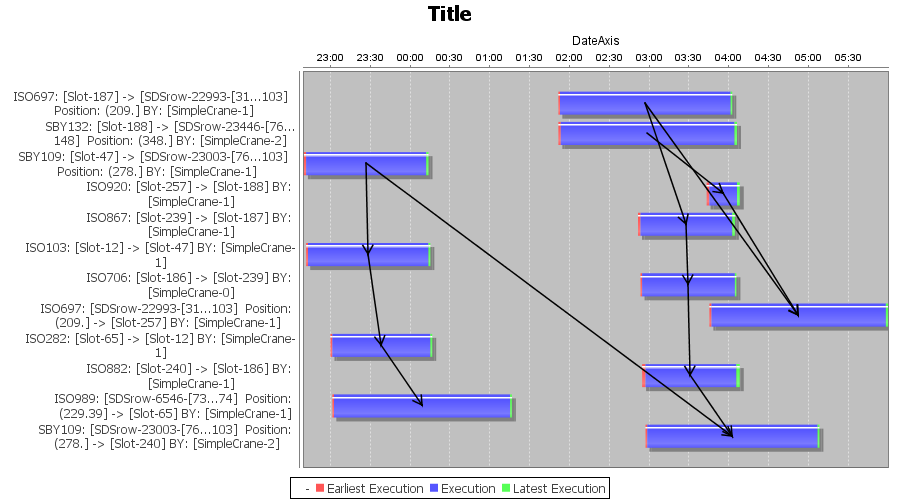 Title
DateAxis
23:00 23:30 00:00 00:30 01:00 01:30 02:00 02:30 03:00 03:30 04:00 04:30 05:00 05:30
ISO697: [Slot-187] -> [SDSrow-22993-[31...103]
Position: (209.] BY: [SimpleCrane-1]
SBY132: [Slot-188] -> [SDSrow-23446-[76...
148]  Position: (348.] BY: [SimpleCrane-2]
SBY109: [Slot-47] -> [SDSrow-23003-[76...103]
Position: (278.] BY: [SimpleCrane-1]
ISO920: [Slot-257] -> [Slot-188] BY:
[SimpleCrane-1]
ISO867: [Slot-239] -> [Slot-187] BY:
[SimpleCrane-1]
ISO103: [Slot-12] -> [Slot-47] BY: [SimpleCrane-
1]
ISO706: [Slot-186] -> [Slot-239] BY:
[SimpleCrane-0]
ISO697: [SDSrow-22993-[31...103]  Position:
(209.] -> [Slot-257] BY: [SimpleCrane-1]
ISO282: [Slot-65] -> [Slot-12] BY: [SimpleCrane-
1]
ISO882: [Slot-240] -> [Slot-186] BY:
[SimpleCrane-1]
ISO989: [SDSrow-6546-[73...74]  Position:
(229.39] -> [Slot-65] BY: [SimpleCrane-1]
SBY109: [SDSrow-23003-[76...103]  Position:
(278.] -> [Slot-240] BY: [SimpleCrane-2]
- Earliest Execution Execution Latest Execution